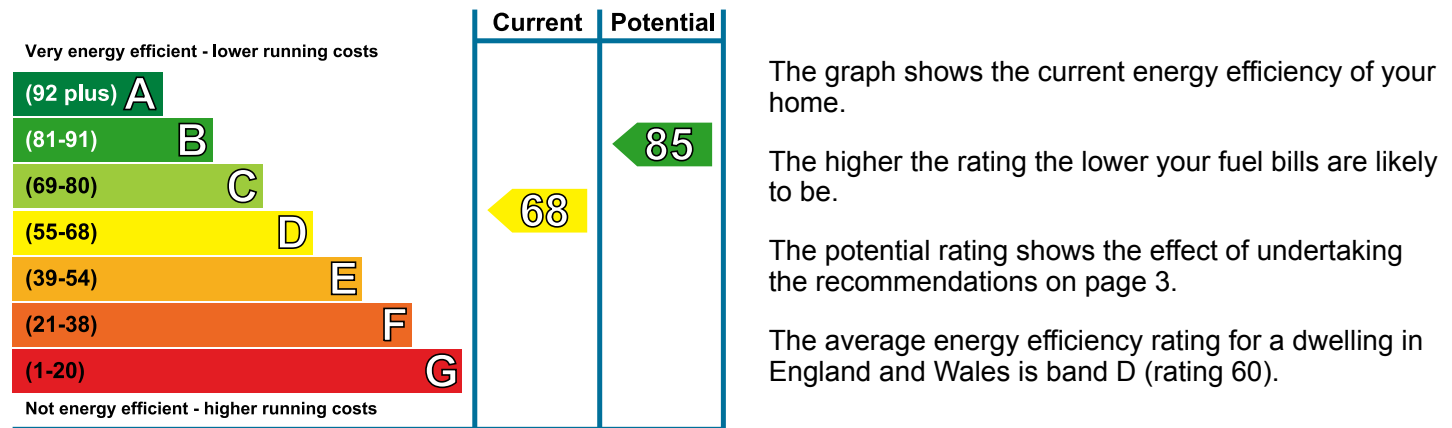 Current Potential
Very energy efficient - lower running costs
(92 plus) A
(81-91) B
85
(69-80) C
68
(55-68) D
(39-54) E
(21-38) F
(1-20) G
Not energy efficient - higher running costs
The graph shows the current energy efficiency of your
home.
The higher the rating the lower your fuel bills are likely
to be.
The potential rating shows the effect of undertaking
the recommendations on page 3.
The average energy efficiency rating for a dwelling in
England and Wales is band D (rating 60).